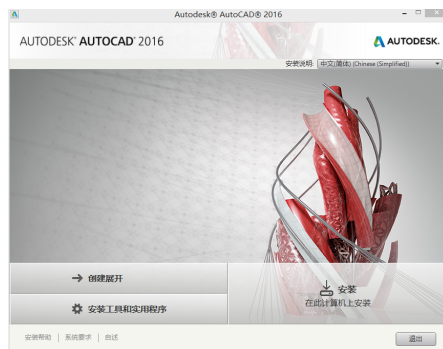 Autodesk® AutoCAD® 2016
AUTODESK® AUTOCAD® 2016
AUTODESK.
安装说明: 中文(简体) (Chinese (Simplified))
创建展开
安装工具和实用程序
安装
在此计算机上安装
安装帮助 | 系统要求 | 自述
退出